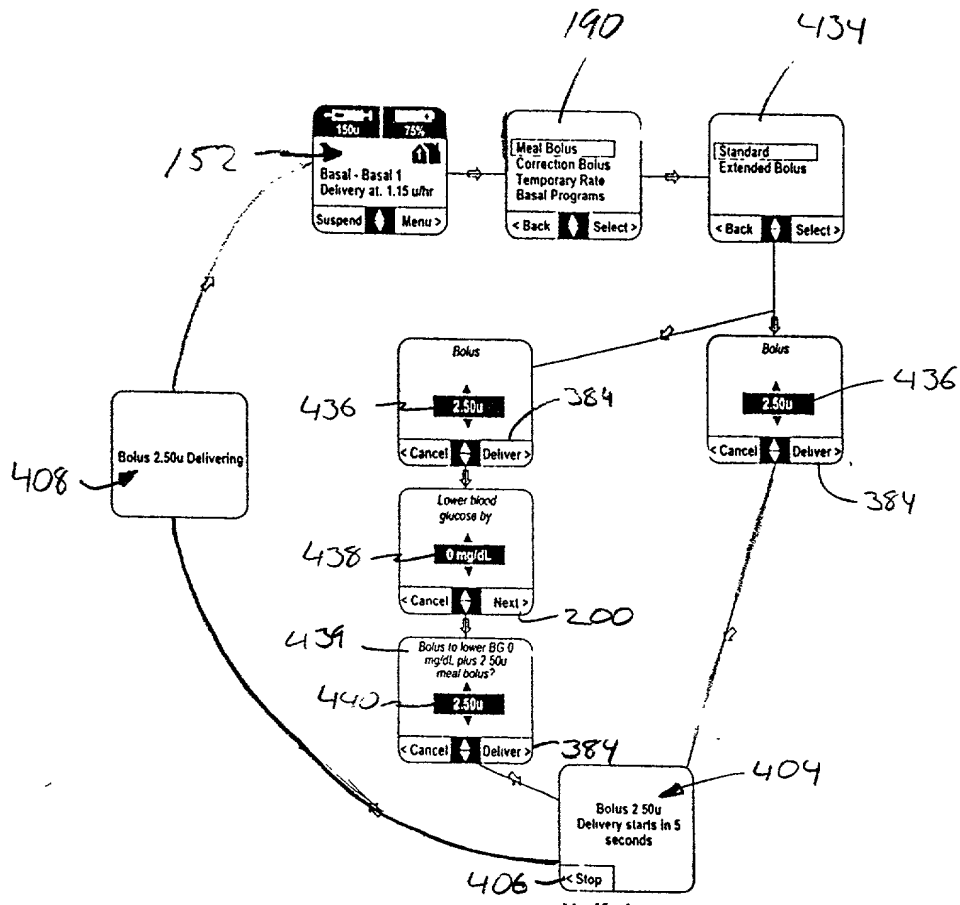 190
434
150u
75%
152
Basal - Basal 1
Delivery at. 1.15 u/hr
Suspend
Menu >
Meal Bolus
Correction Bolus
Temporary Rate
Basal Programs
< Back
Select >
Standard
Extended Bolus
< Back
Select >
Bolus
436
2.50u
384
< Cancel
Deliver >
Bolus
2.50u
436
< Cancel
Deliver >
384
Bolus 2.50u Delivering
408
Lower blood
glucose by
438
0 mg/dL
< Cancel
Next >
200
439
Bolus to lower BG 0
mg/dL plus 2 50u
meal bolus?
440
2.50u
< Cancel
Deliver >
384
404
Bolus 2 50u
Delivery starts in 5
seconds
406
< Stop